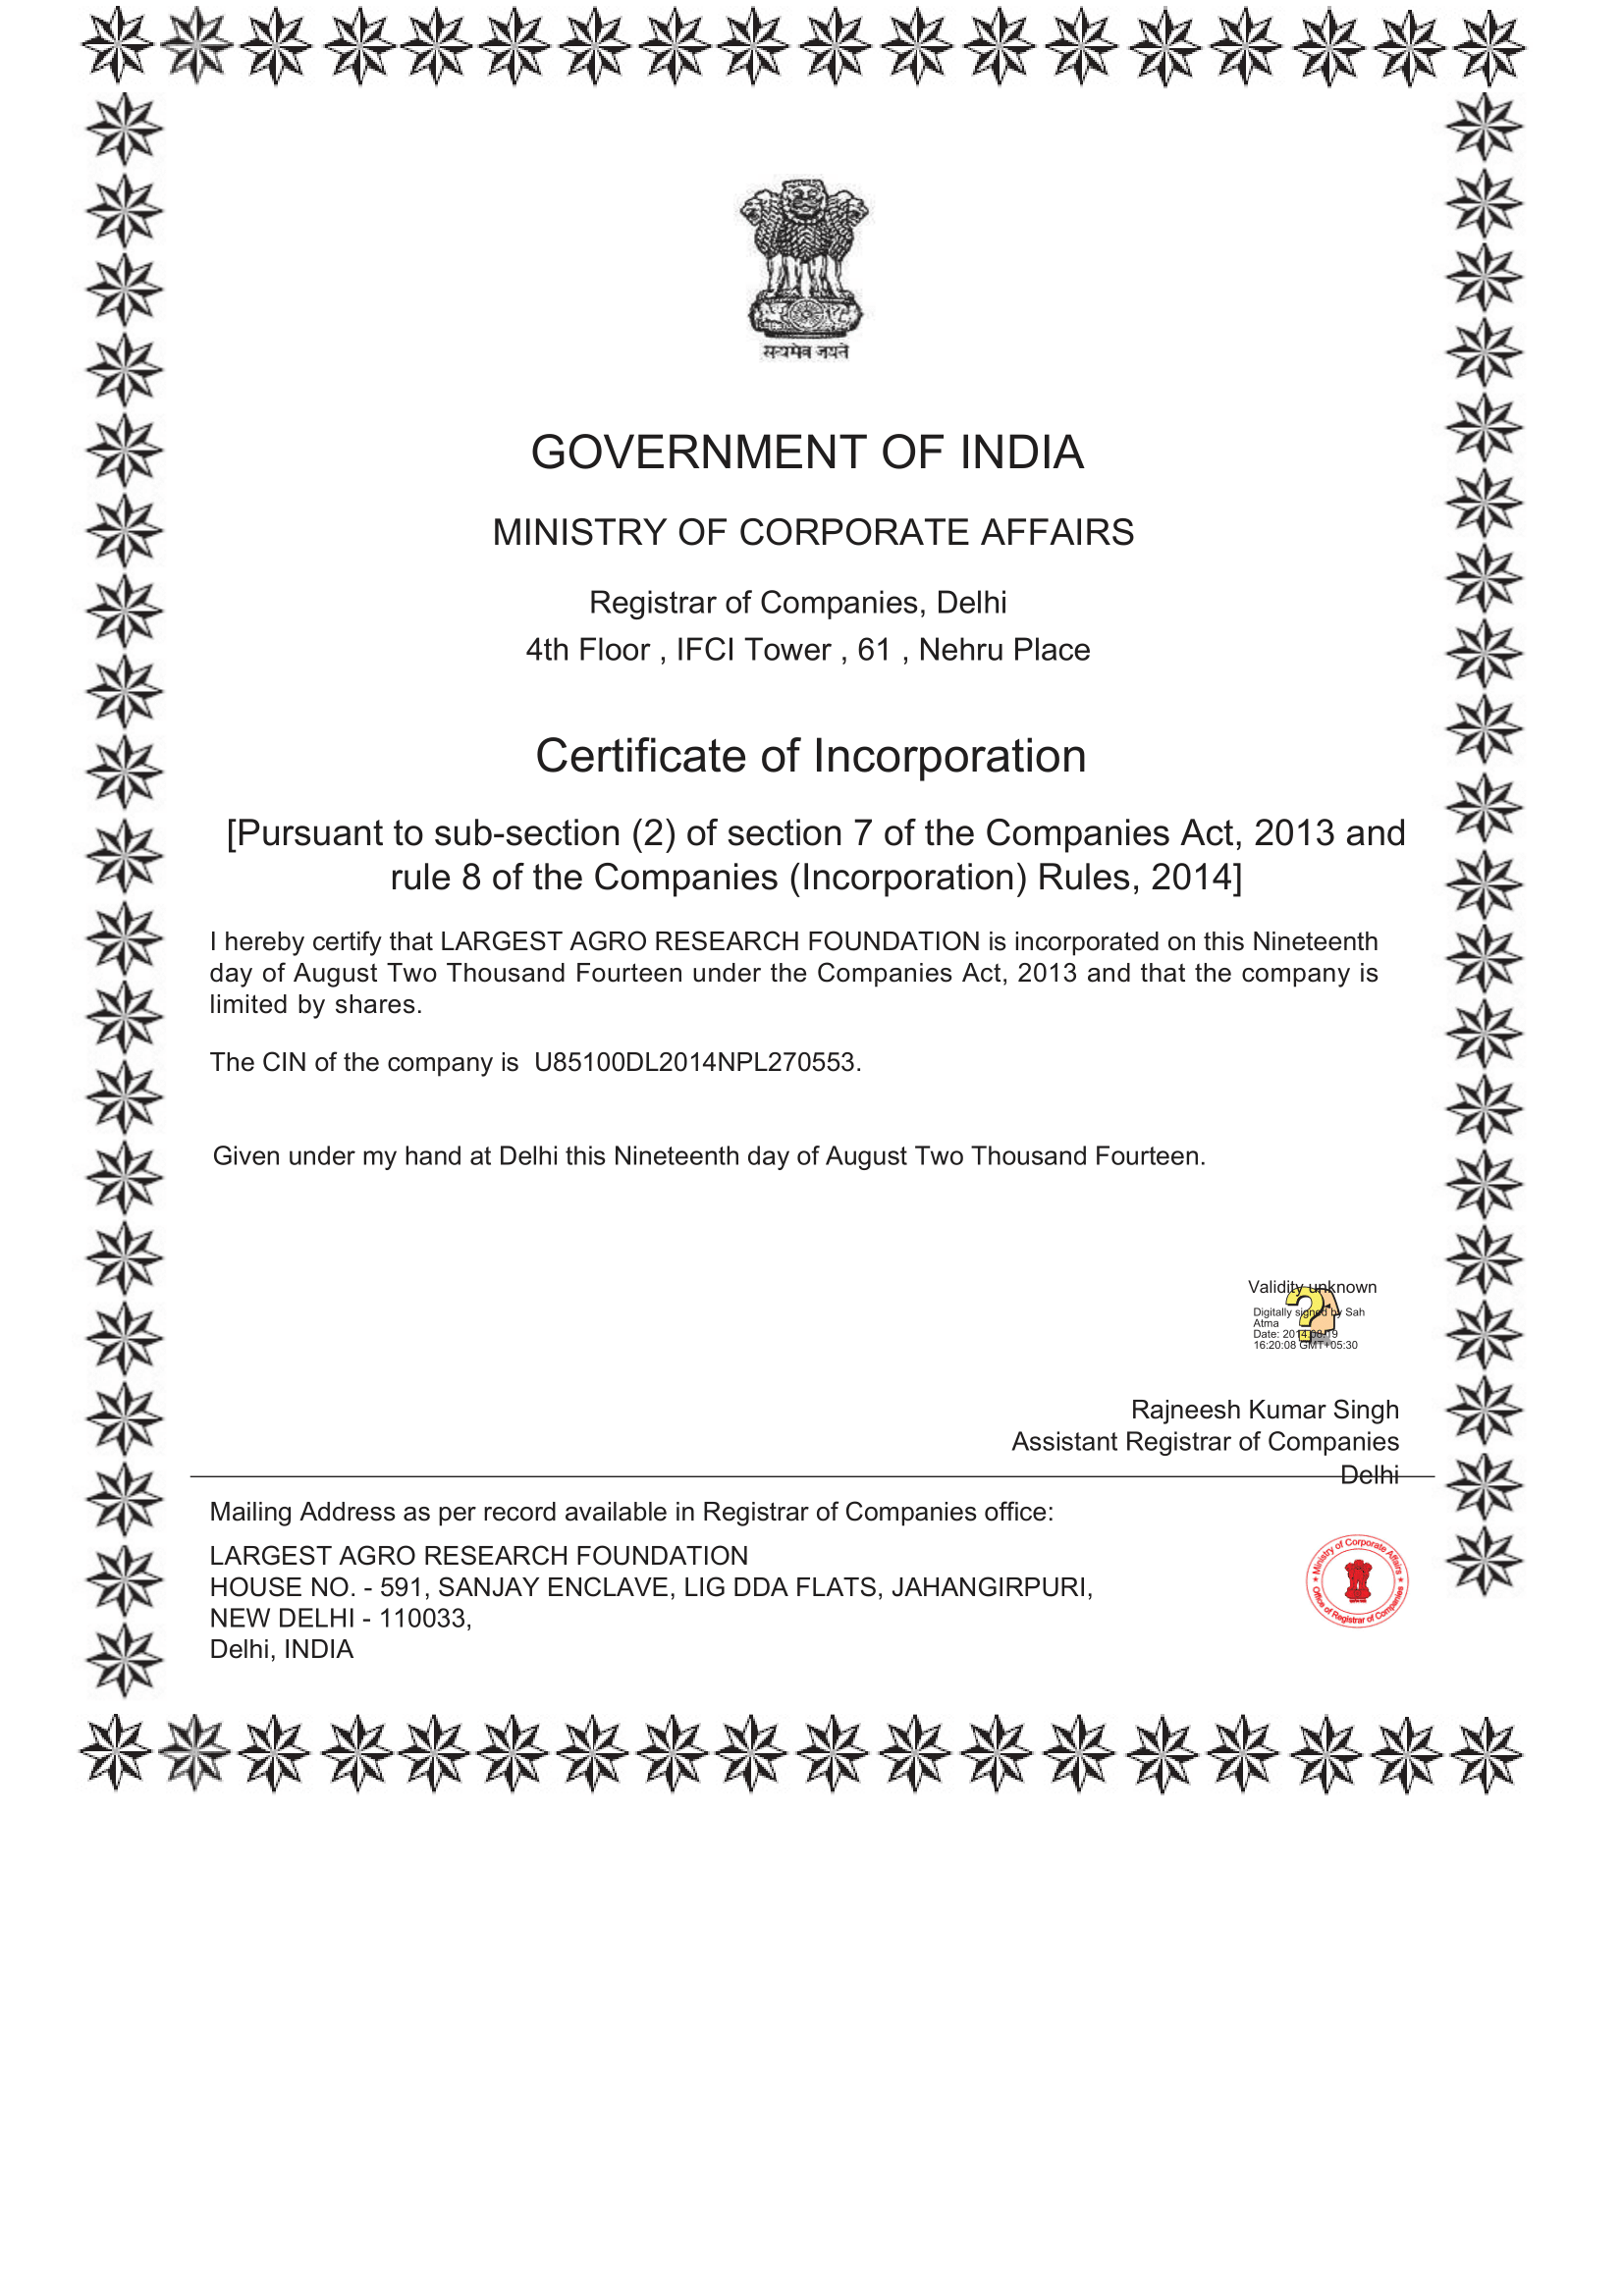 सत्यमेव जयते
GOVERNMENT OF INDIA
MINISTRY OF CORPORATE AFFAIRS
Registrar of Companies, Delhi
4th Floor , IFCI Tower , 61 , Nehru Place
Certificate of Incorporation
[Pursuant to sub-section (2) of section 7 of the Companies Act, 2013 and
rule 8 of the Companies (Incorporation) Rules, 2014]
I hereby certify that LARGEST AGRO RESEARCH FOUNDATION is incorporated on this Nineteenth
day of August Two Thousand Fourteen under the Companies Act, 2013 and that the company is
limited by shares.
The CIN of the company is U85100DL2014NPL270553.
Given under my hand at Delhi this Nineteenth day of August Two Thousand Fourteen.
Validity unknown
Digitally signed by Sah
Atma
Date: 2014.08.19
16:20:08 GMT+05:30
Rajneesh Kumar Singh
Assistant Registrar of Companies
Delhi
Mailing Address as per record available in Registrar of Companies office:
LARGEST AGRO RESEARCH FOUNDATION
HOUSE NO. - 591, SANJAY ENCLAVE, LIG DDA FLATS, JAHANGIRPURI,
NEW DELHI - 110033,
Delhi, INDIA
Ministry of Corporate Affairs
Office of Registrar of Companies